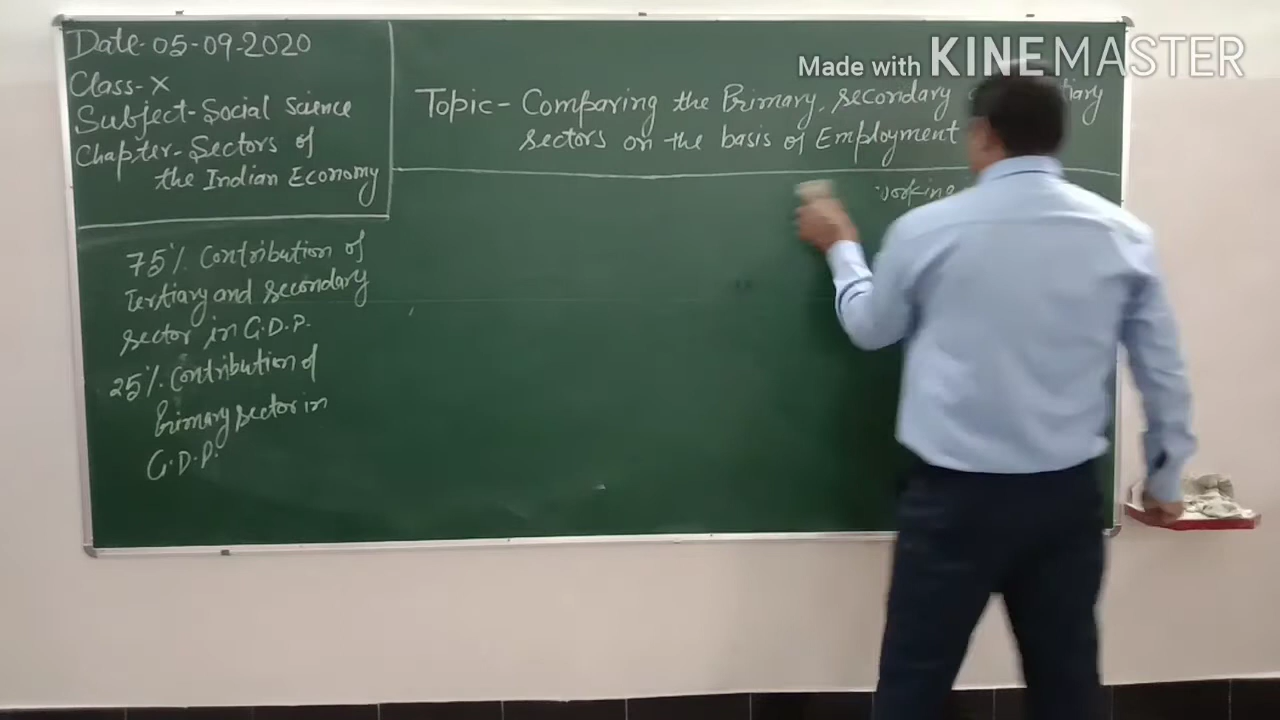 Date-05-09-2020
Class-X
Subject-Social Science
Chapter-Sectors of
the Indian Economy
Made with KINEMASTER
Topic- Comparing the Primary, secondary
sectors on the basis of Employment
working
75% Contribution of
Tertiary and secondary
sector in G.D.P.
25% Contribution of
Primary sector in
G.D.P.